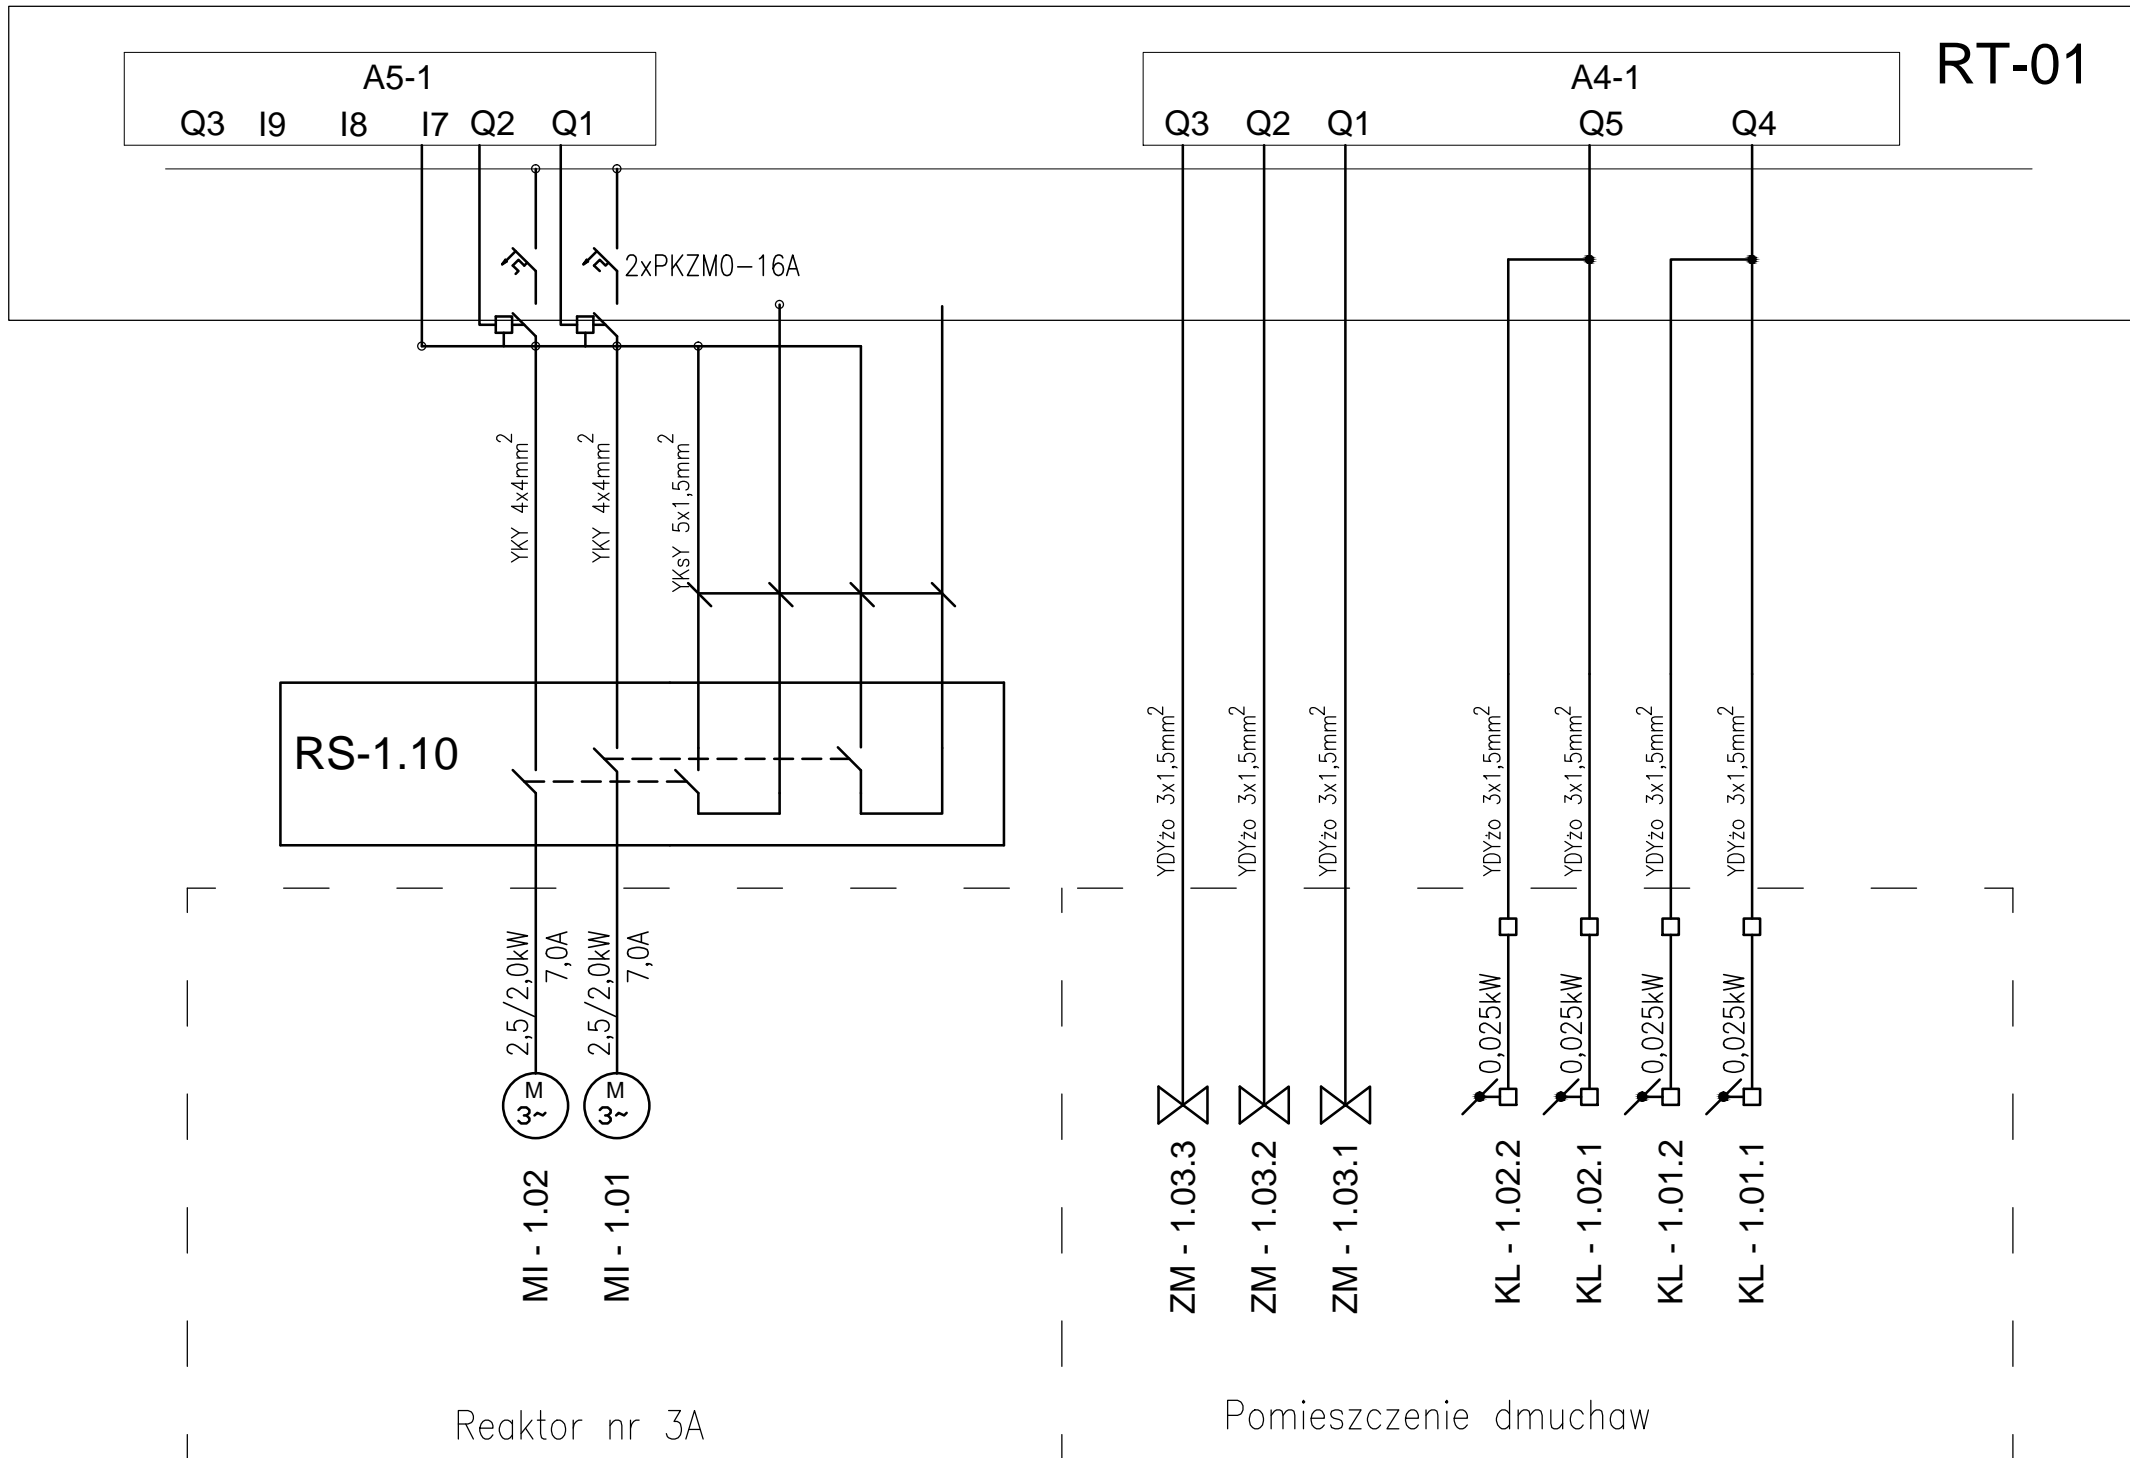 RT-01
A5-1
Q3 I9 I8 I7 Q2 Q1
A4-1
Q3 Q2 Q1 Q5 Q4
2xPKZM0-16A
YKY 4x4mm²
YKY 4x4mm²
YKsY 5x1,5mm²
RS-1.10
YDYżo 3x1,5mm²
YDYżo 3x1,5mm²
YDYżo 3x1,5mm²
YDYżo 3x1,5mm²
YDYżo 3x1,5mm²
YDYżo 3x1,5mm²
YDYżo 3x1,5mm²
2,5/2,0kW
7,0A
2,5/2,0kW
7,0A
0,025kW
0,025kW
0,025kW
0,025kW
M
3~
M
3~
MI - 1.02
MI - 1.01
ZM - 1.03.3
ZM - 1.03.2
ZM - 1.03.1
KL - 1.02.2
KL - 1.02.1
KL - 1.01.2
KL - 1.01.1
Reaktor nr 3A
Pomieszczenie dmuchaw